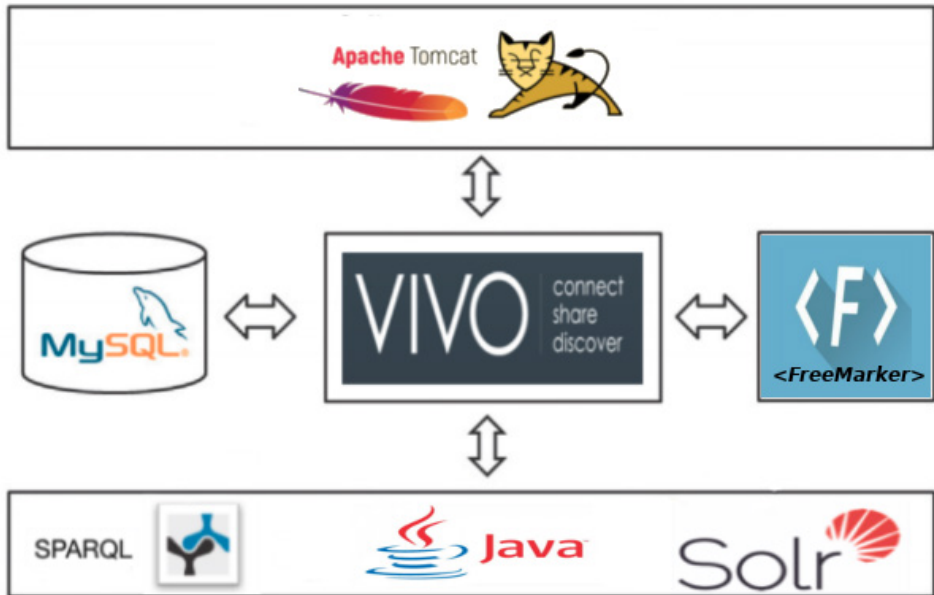 Apache Tomcat
MySQL®
VIVO
connect
share
discover
<F>
<FreeMarker>
SPARQL
Java
Solr